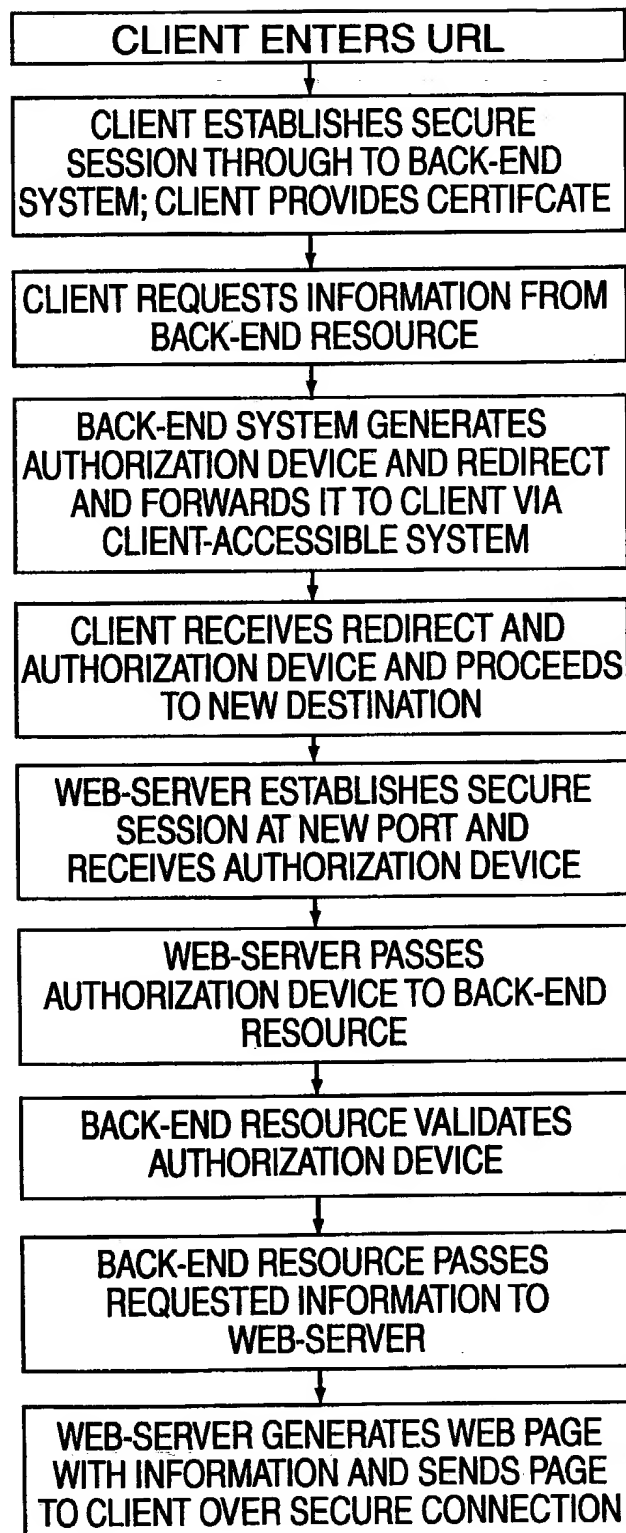 CLIENT ENTERS URL
CLIENT ESTABLISHES SECURE
SESSION THROUGH TO BACK-END
SYSTEM; CLIENT PROVIDES CERTIFCATE
CLIENT REQUESTS INFORMATION FROM
BACK-END RESOURCE
BACK-END SYSTEM GENERATES
AUTHORIZATION DEVICE AND REDIRECT
AND FORWARDS IT TO CLIENT VIA
CLIENT-ACCESSIBLE SYSTEM
CLIENT RECEIVES REDIRECT AND
AUTHORIZATION DEVICE AND PROCEEDS
TO NEW DESTINATION
WEB-SERVER ESTABLISHES SECURE
SESSION AT NEW PORT AND
RECEIVES AUTHORIZATION DEVICE
WEB-SERVER PASSES
AUTHORIZATION DEVICE TO BACK-END
RESOURCE
BACK-END RESOURCE VALIDATES
AUTHORIZATION DEVICE
BACK-END RESOURCE PASSES
REQUESTED INFORMATION TO
WEB-SERVER
WEB-SERVER GENERATES WEB PAGE
WITH INFORMATION AND SENDS PAGE
TO CLIENT OVER SECURE CONNECTION